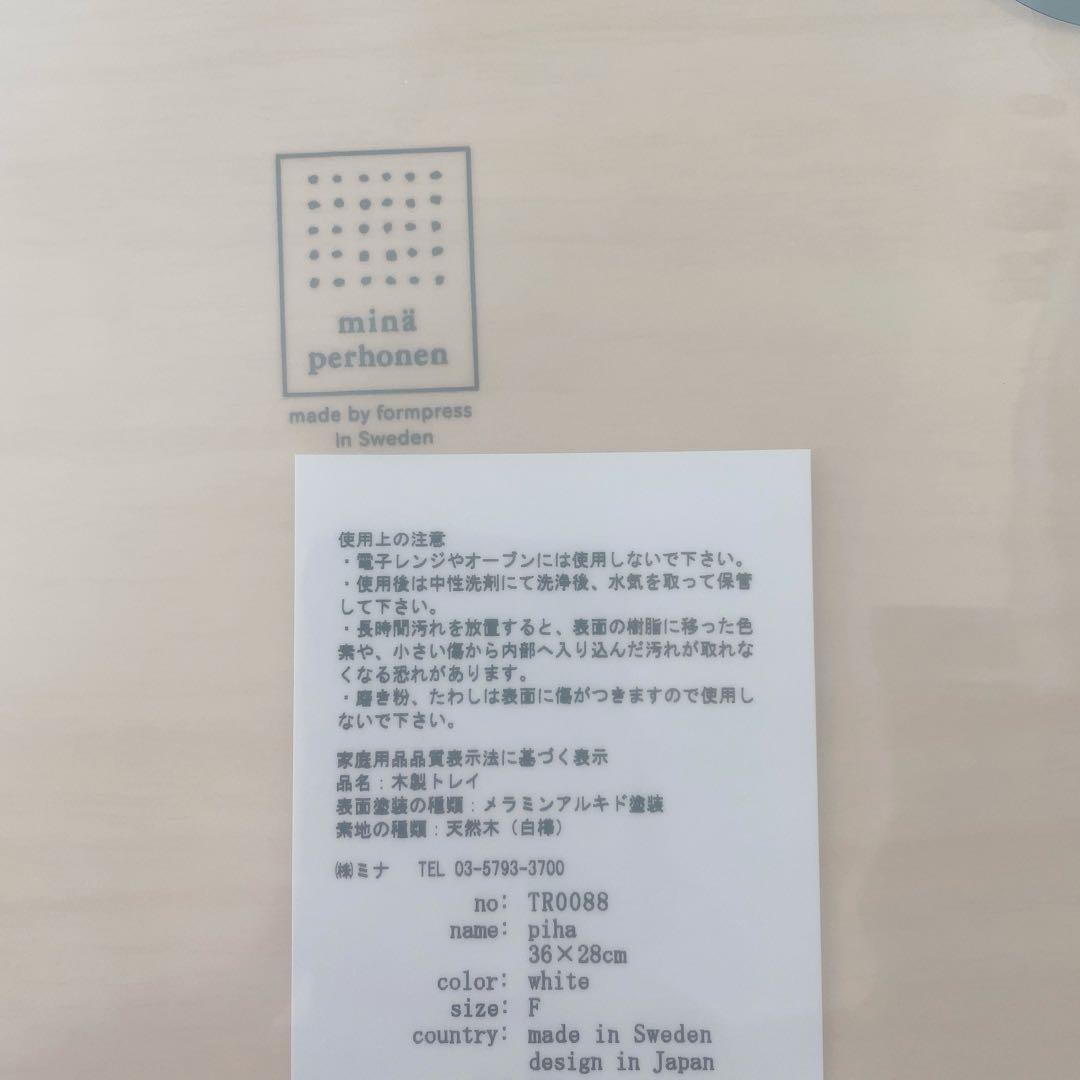 minä
perhonen
made by formpress
in Sweden
使用上の注意
・電子レンジやオーブンには使用しないで下さい。
・使用後は中性洗剤にて洗浄後、水気を取って保管
して下さい。
・長時間汚れを放置すると、表面の樹脂に移った色
素や、小さい傷から内部へ入り込んだ汚れが取れな
くなる恐れがあります。
・磨き粉、たわしは表面に傷がつきますので使用し
ないで下さい。
家庭用品品質表示法に基づく表示
品名：木製トレイ
表面塗装の種類：メラミンアルキド塗装
素地の種類：天然木（白樺）
㈱ミナ TEL 03-5793-3700
no: TR0088
name: piha
36×28cm
color: white
size: F
country: made in Sweden
design in Japan